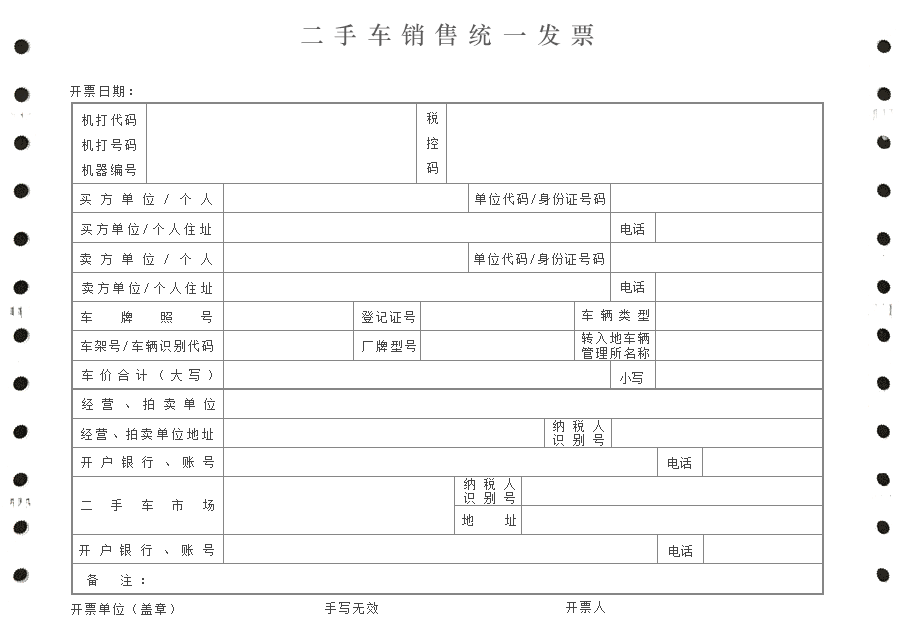 二手车销售统一发票
开票日期：
机打代码
机打号码
机器编号
税控码
买方单位/个人 单位代码/身份证号码
买方单位/个人住址 电话
卖方单位/个人 单位代码/身份证号码
卖方单位/个人住址 电话
车牌照号 登记证号 车辆类型
车架号/车辆识别代码 厂牌型号 转入地车辆管理所名称
车价合计（大写） 小写
经营、拍卖单位
经营、拍卖单位地址 纳税人识别号
开户银行、账号 电话
二手车市场 纳税人识别号
地址
开户银行、账号 电话
备注：
开票单位（盖章） 手写无效 开票人